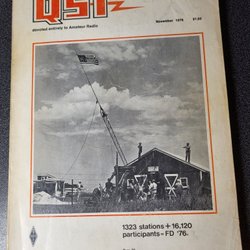 QST
devoted entirely to Amateur Radio
November 1976 $1.50
1323 stations + 16,120
participants – FD '76.